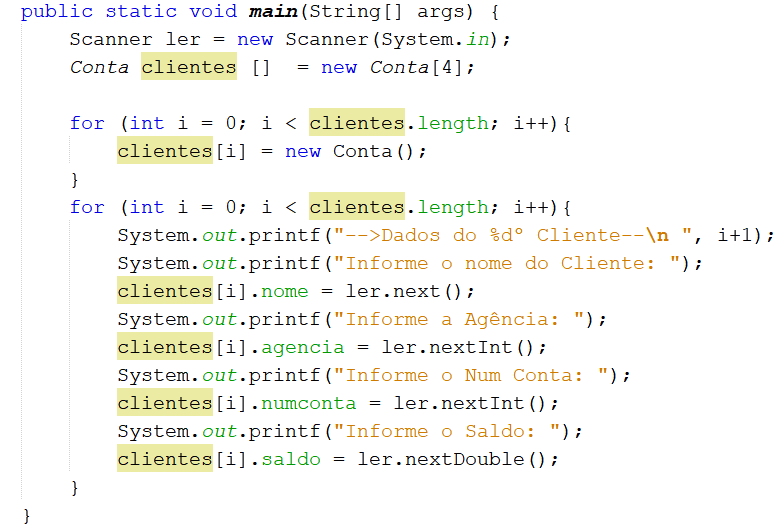 public static void main(String[] args) {
    Scanner ler = new Scanner(System.in);
    Conta clientes []  = new Conta[4];

    for (int i = 0; i < clientes.length; i++){
        clientes[i] = new Conta();
    }
    for (int i = 0; i < clientes.length; i++){
        System.out.printf("-->Dados do %dº Cliente--\n ", i+1);
        System.out.printf("Informe o nome do Cliente: ");
        clientes[i].nome = ler.next();
        System.out.printf("Informe a Agência: ");
        clientes[i].agencia = ler.nextInt();
        System.out.printf("Informe o Num Conta: ");
        clientes[i].numconta = ler.nextInt();
        System.out.printf("Informe o Saldo: ");
        clientes[i].saldo = ler.nextDouble();
    }
}